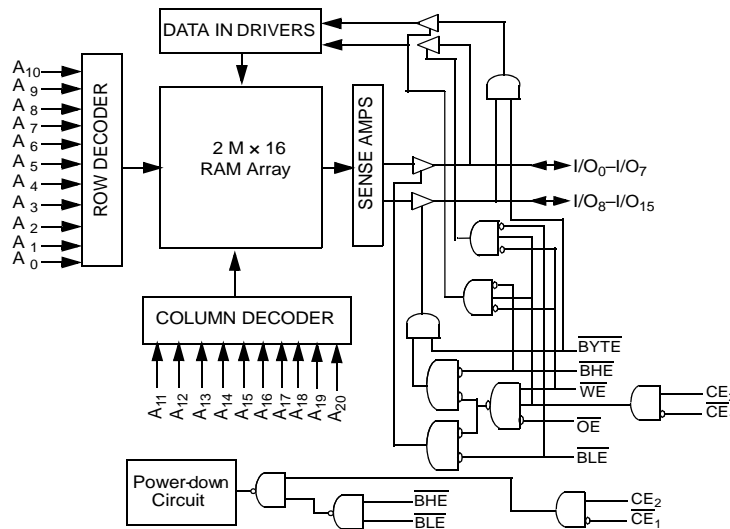 DATA IN DRIVERS
A10
A9
A8
A7
A6
A5
A4
A3
A2
A1
A0
ROW DECODER
2 M × 16
RAM Array
SENSE AMPS
I/O0–I/O7
I/O8–I/O15
COLUMN DECODER
A11
A12
A13
A14
A15
A16
A17
A18
A19
A20
BYTE
BHE
WE
CE
CE
OE
BLE
Power-down
Circuit
BHE
BLE
CE2
CE1